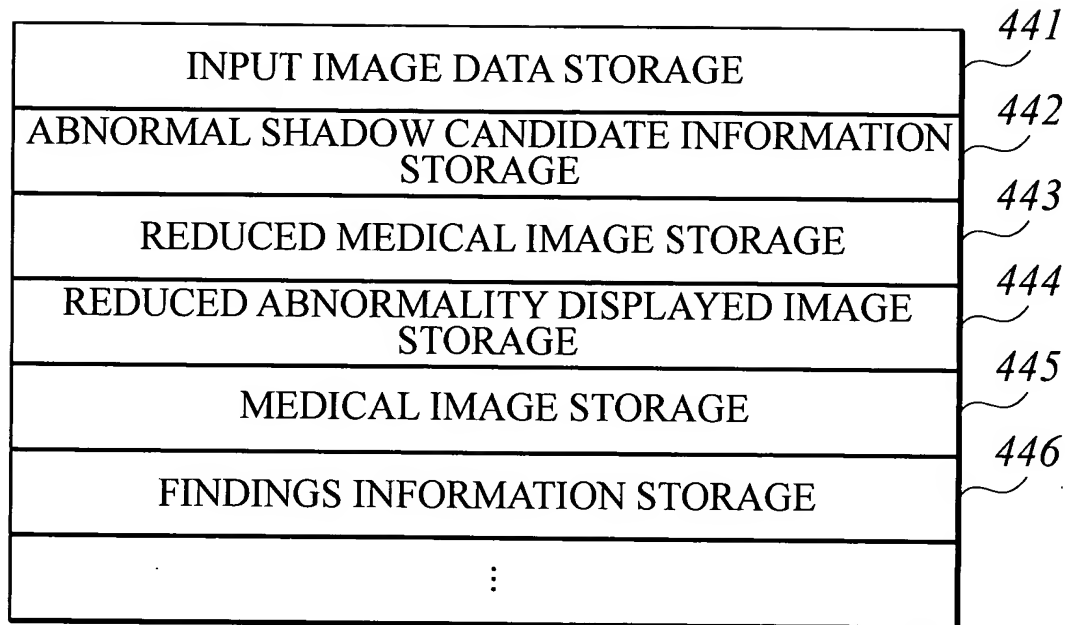 441
INPUT IMAGE DATA STORAGE
442
ABNORMAL SHADOW CANDIDATE INFORMATION
STORAGE
443
REDUCED MEDICAL IMAGE STORAGE
444
REDUCED ABNORMALITY DISPLAYED IMAGE
STORAGE
445
MEDICAL IMAGE STORAGE
446
FINDINGS INFORMATION STORAGE
⋮